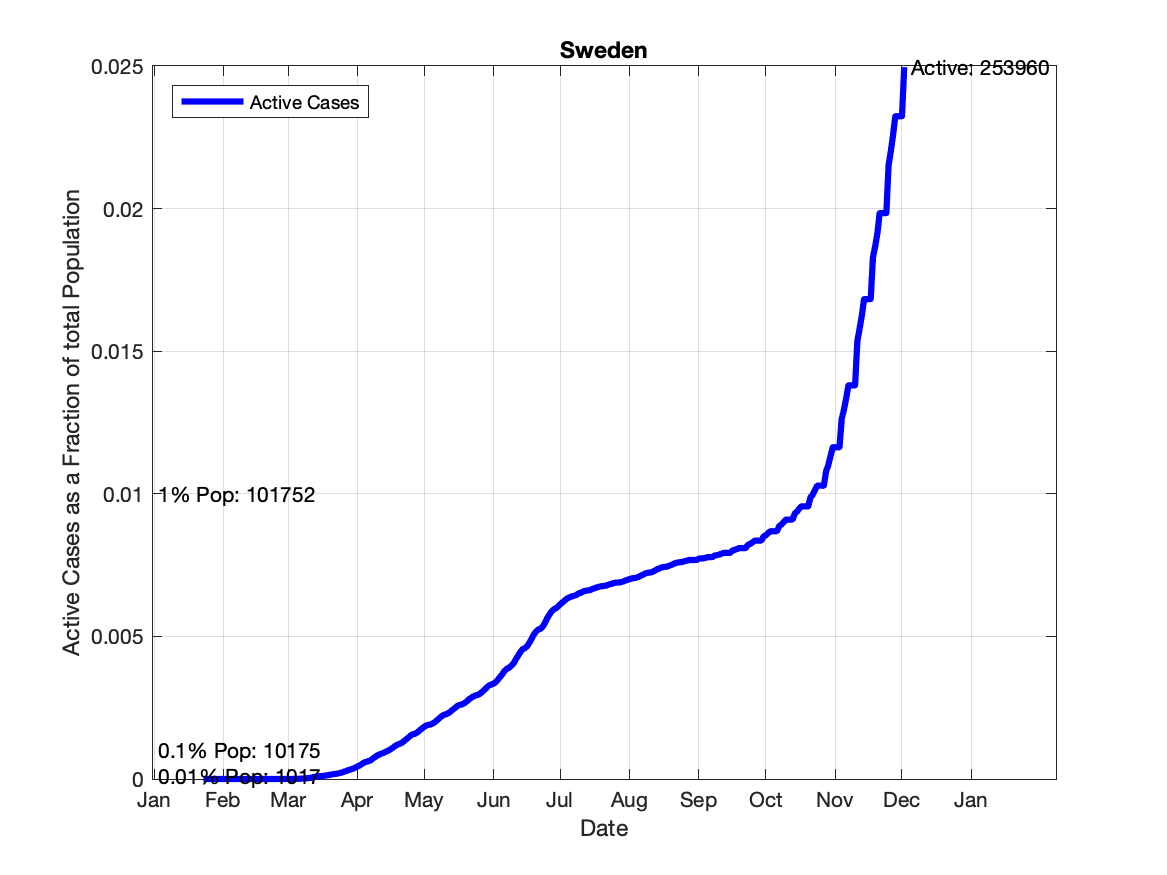 Sweden
Active Cases
Active: 253960
Active Cases as a Fraction of total Population
0.025
0.02
0.015
0.01
0.005
0
1% Pop: 101752
0.1% Pop: 10175
0.01% Pop: 1017
Jan Feb Mar Apr May Jun Jul Aug Sep Oct Nov Dec Jan
Date